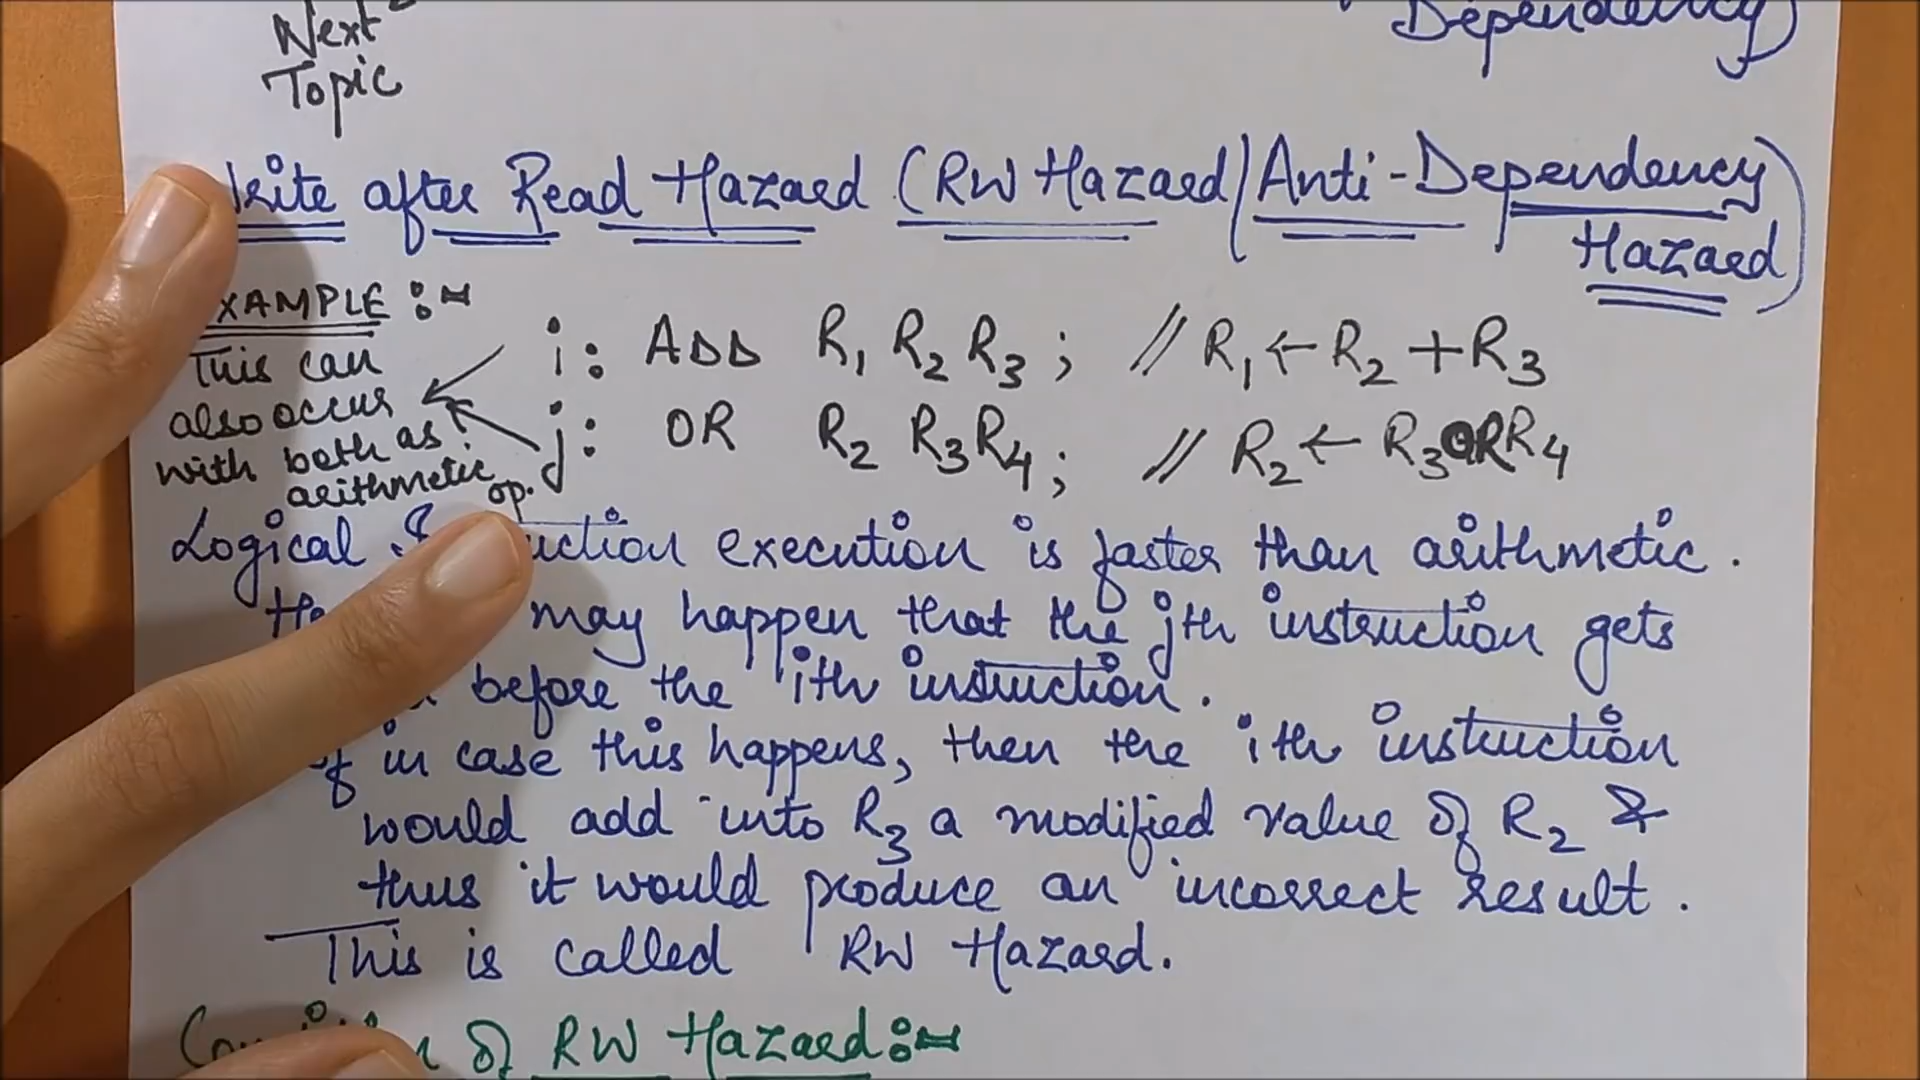 Next
Topic
Dependency)
Write after Read Hazard (RW Hazard/Anti-Dependency
Hazard)
EXAMPLE :-
This can
also occur
with both as
arithmetic
op.
i: ADD R1 R2 R3 ; // R1 ← R2 + R3
j: OR R2 R3 R4 ; // R2 ← R3 OR R4
Logical Instruction execution is faster than arithmetic.
may happen that the jth instruction gets
before the ith instruction.
If in case this happens, then the ith instruction
would add into R3 a modified value of R2 &
thus it would produce an incorrect result.
This is called RW Hazard.
of RW Hazard :-